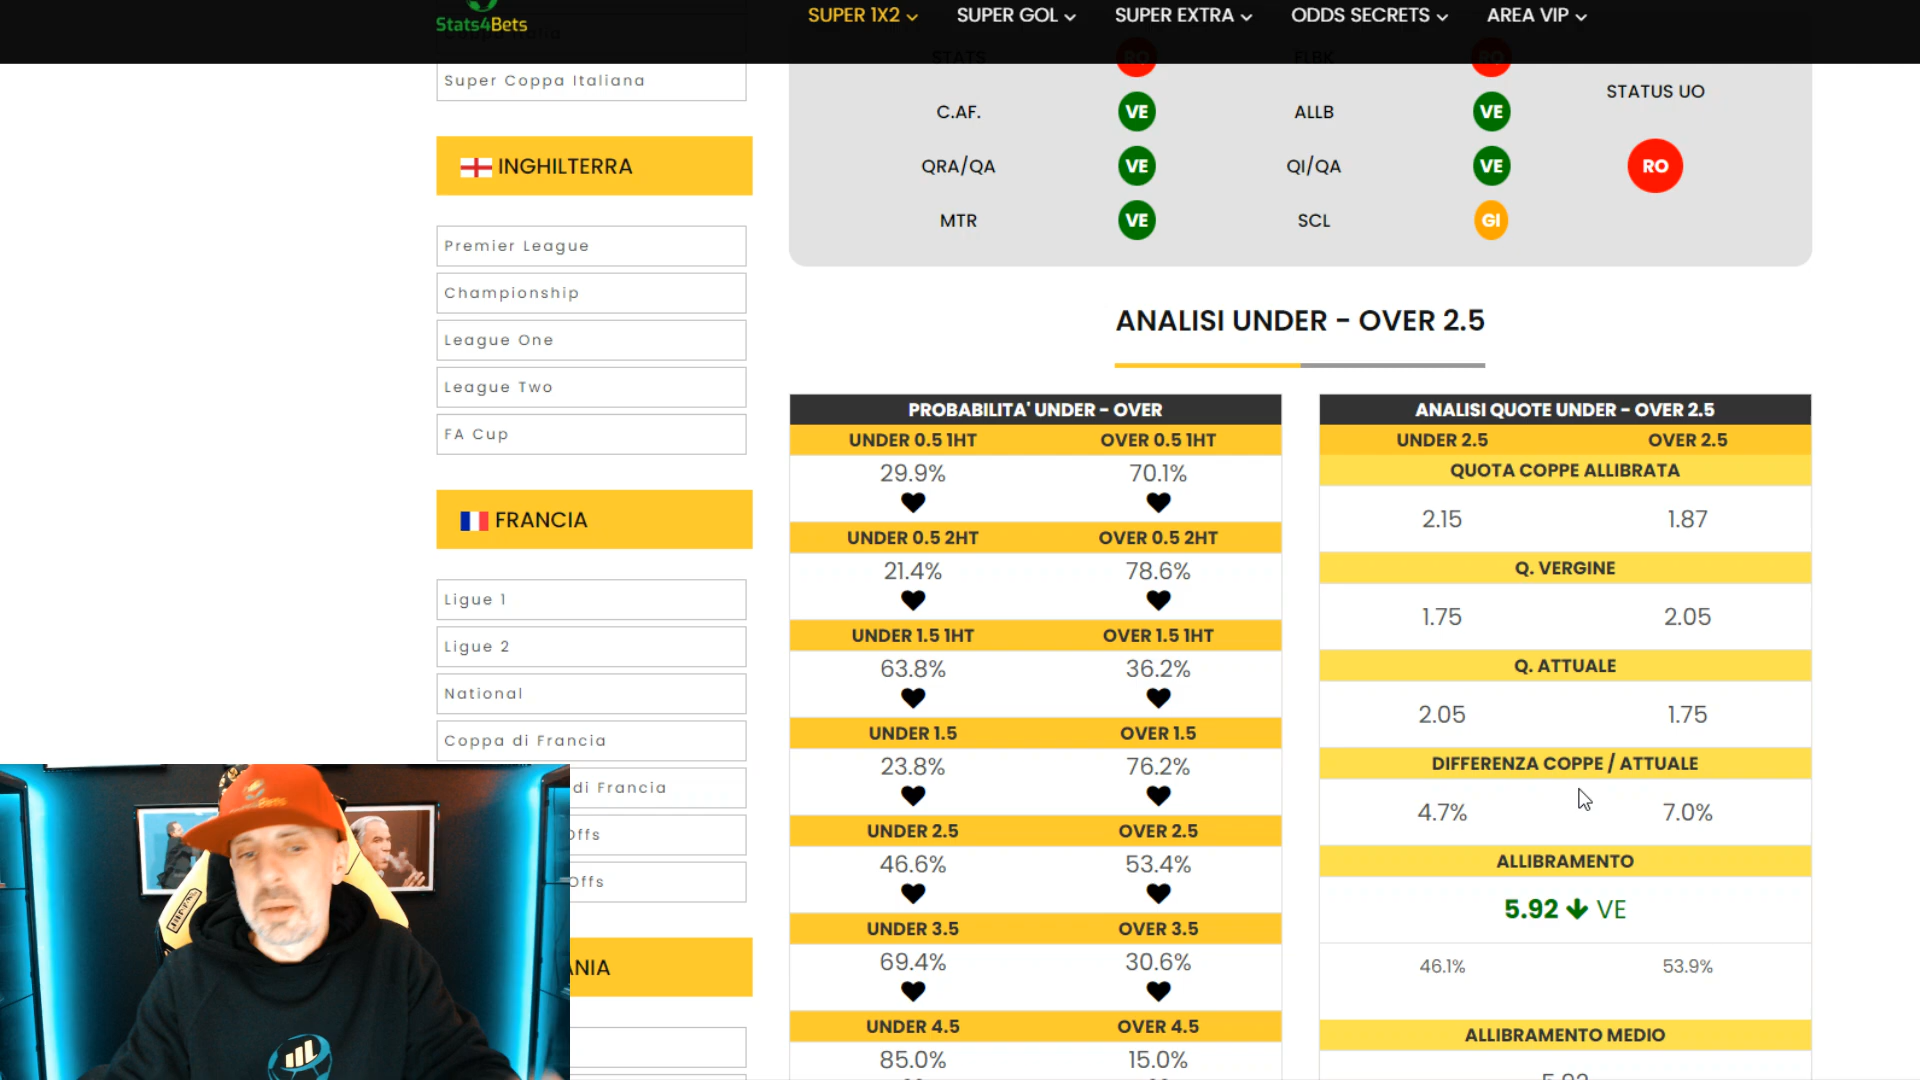 Stats4Bets
SUPER 1X2
SUPER GOL
SUPER EXTRA
ODDS SECRETS
AREA VIP
Coppa Italia
Super Coppa Italiana
INGHILTERRA
Premier League
Championship
League One
League Two
FA Cup
FRANCIA
Ligue 1
Ligue 2
National
Coppa di Francia
di Francia
Offs
Offs
ANIA
STATS RO FLBK RO
C.AF. VE ALLB VE
QRA/QA VE QI/QA VE
MTR VE SCL GI
STATUS UO
RO
ANALISI UNDER - OVER 2.5
PROBABILITA' UNDER - OVER
UNDER 0.5 1HT OVER 0.5 1HT
29.9% 70.1%
UNDER 0.5 2HT OVER 0.5 2HT
21.4% 78.6%
UNDER 1.5 1HT OVER 1.5 1HT
63.8% 36.2%
UNDER 1.5 OVER 1.5
23.8% 76.2%
UNDER 2.5 OVER 2.5
46.6% 53.4%
UNDER 3.5 OVER 3.5
69.4% 30.6%
UNDER 4.5 OVER 4.5
85.0% 15.0%
ANALISI QUOTE UNDER - OVER 2.5
UNDER 2.5 OVER 2.5
QUOTA COPPE ALLIBRATA
2.15 1.87
Q. VERGINE
1.75 2.05
Q. ATTUALE
2.05 1.75
DIFFERENZA COPPE / ATTUALE
4.7% 7.0%
ALLIBRAMENTO
5.92 VE
46.1% 53.9%
ALLIBRAMENTO MEDIO